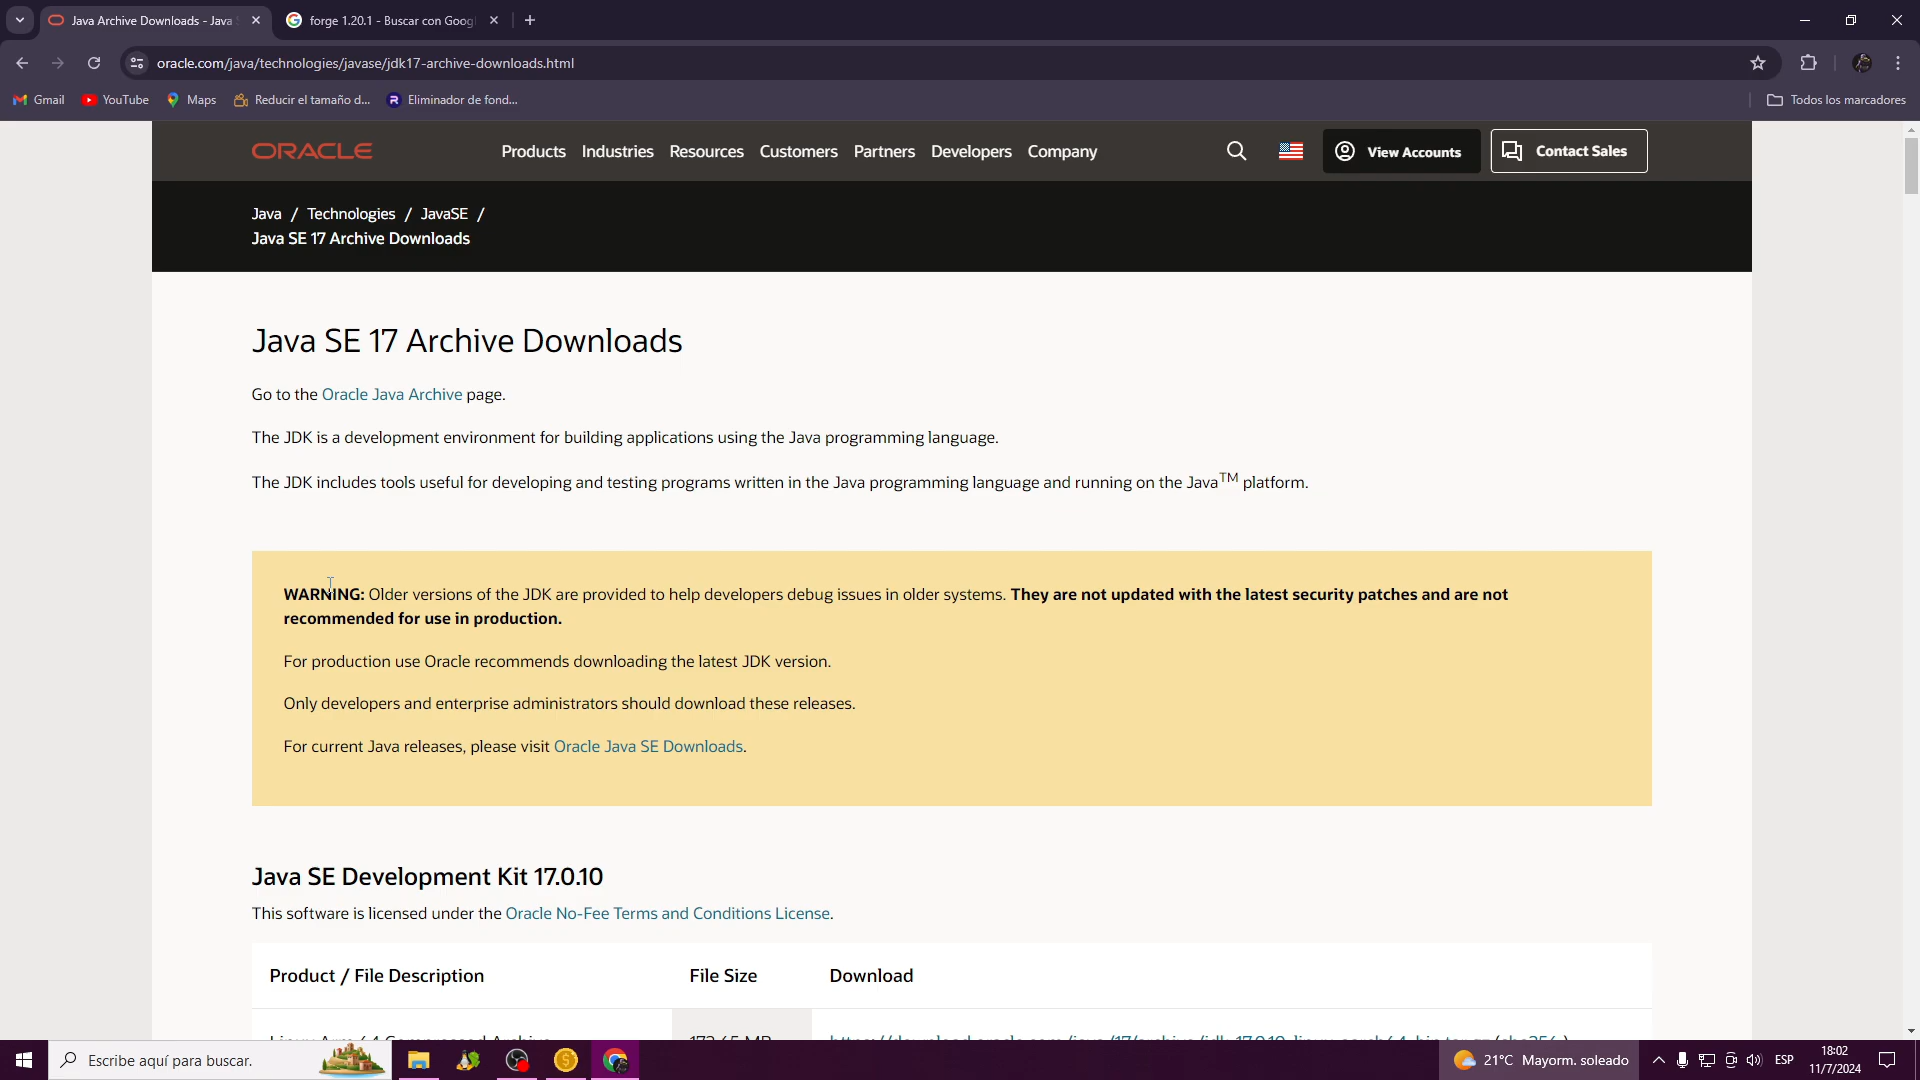 Java Archive Downloads - Java
forge 1.20.1 - Buscar con Goog
oracle.com/java/technologies/javase/jdk17-archive-downloads.html
Gmail
YouTube
Maps
Reducir el tamaño d...
Eliminador de fond...
Todos los marcadores
ORACLE
Products Industries Resources Customers Partners Developers Company
View Accounts
Contact Sales
Java / Technologies / JavaSE /
Java SE 17 Archive Downloads
Java SE 17 Archive Downloads
Go to the Oracle Java Archive page.
The JDK is a development environment for building applications using the Java programming language.
The JDK includes tools useful for developing and testing programs written in the Java programming language and running on the Java™ platform.
WARNING: Older versions of the JDK are provided to help developers debug issues in older systems. They are not updated with the latest security patches and are not
recommended for use in production.
For production use Oracle recommends downloading the latest JDK version.
Only developers and enterprise administrators should download these releases.
For current Java releases, please visit Oracle Java SE Downloads.
Java SE Development Kit 17.0.10
This software is licensed under the Oracle No-Fee Terms and Conditions License.
Product / File Description File Size Download
Escribe aquí para buscar.
21°C Mayorm. soleado
ESP
18:02
11/7/2024